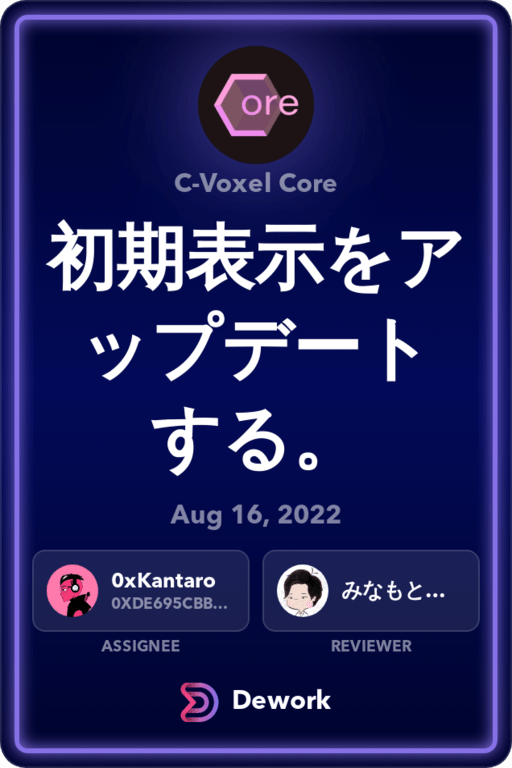 ore
C-Voxel Core
初期表示をア
ップデート
する。
Aug 16, 2022
0xKantaro
0XDE695CBB...
みなもと...
ASSIGNEE
REVIEWER
Dework